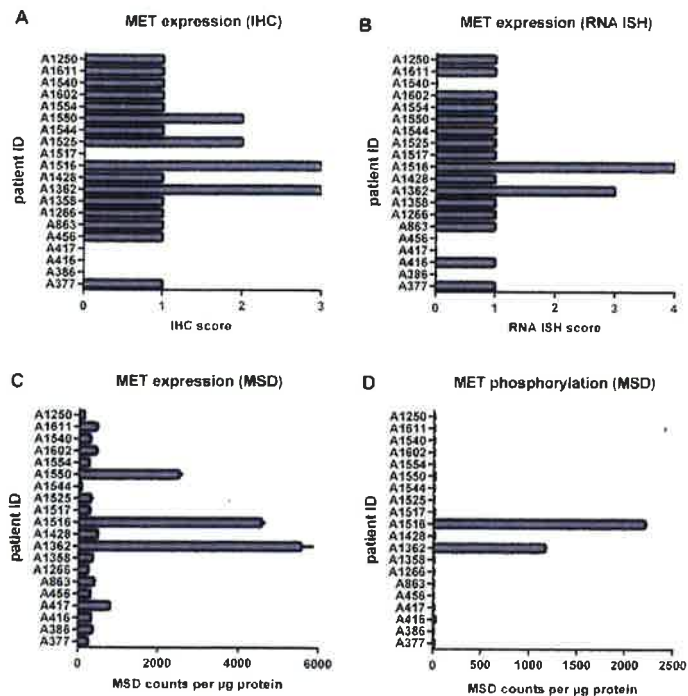 A
MET expression (IHC)
patient ID
A1250
A1611
A1540
A1602
A1554
A1550
A1544
A1525
A1517
A1516
A1428
A1362
A1358
A1266
A863
A456
A417
A416
A386
A377
0 1 2 3
IHC score
B
MET expression (RNA ISH)
patient ID
A1250
A1611
A1540
A1602
A1554
A1550
A1544
A1525
A1517
A1516
A1428
A1362
A1358
A1266
A863
A456
A417
A416
A386
A377
0 1 2 3 4
RNA ISH score
C
MET expression (MSD)
patient ID
A1250
A1611
A1540
A1602
A1554
A1550
A1544
A1525
A1517
A1516
A1428
A1362
A1358
A1266
A863
A456
A417
A416
A386
A377
0 2000 4000 6000
MSD counts per µg protein
D
MET phosphorylation (MSD)
patient ID
A1250
A1611
A1540
A1602
A1554
A1550
A1544
A1525
A1517
A1516
A1428
A1362
A1358
A1266
A863
A456
A417
A416
A386
A377
0 500 1000 1500 2000 2500
MSD counts per µg protein